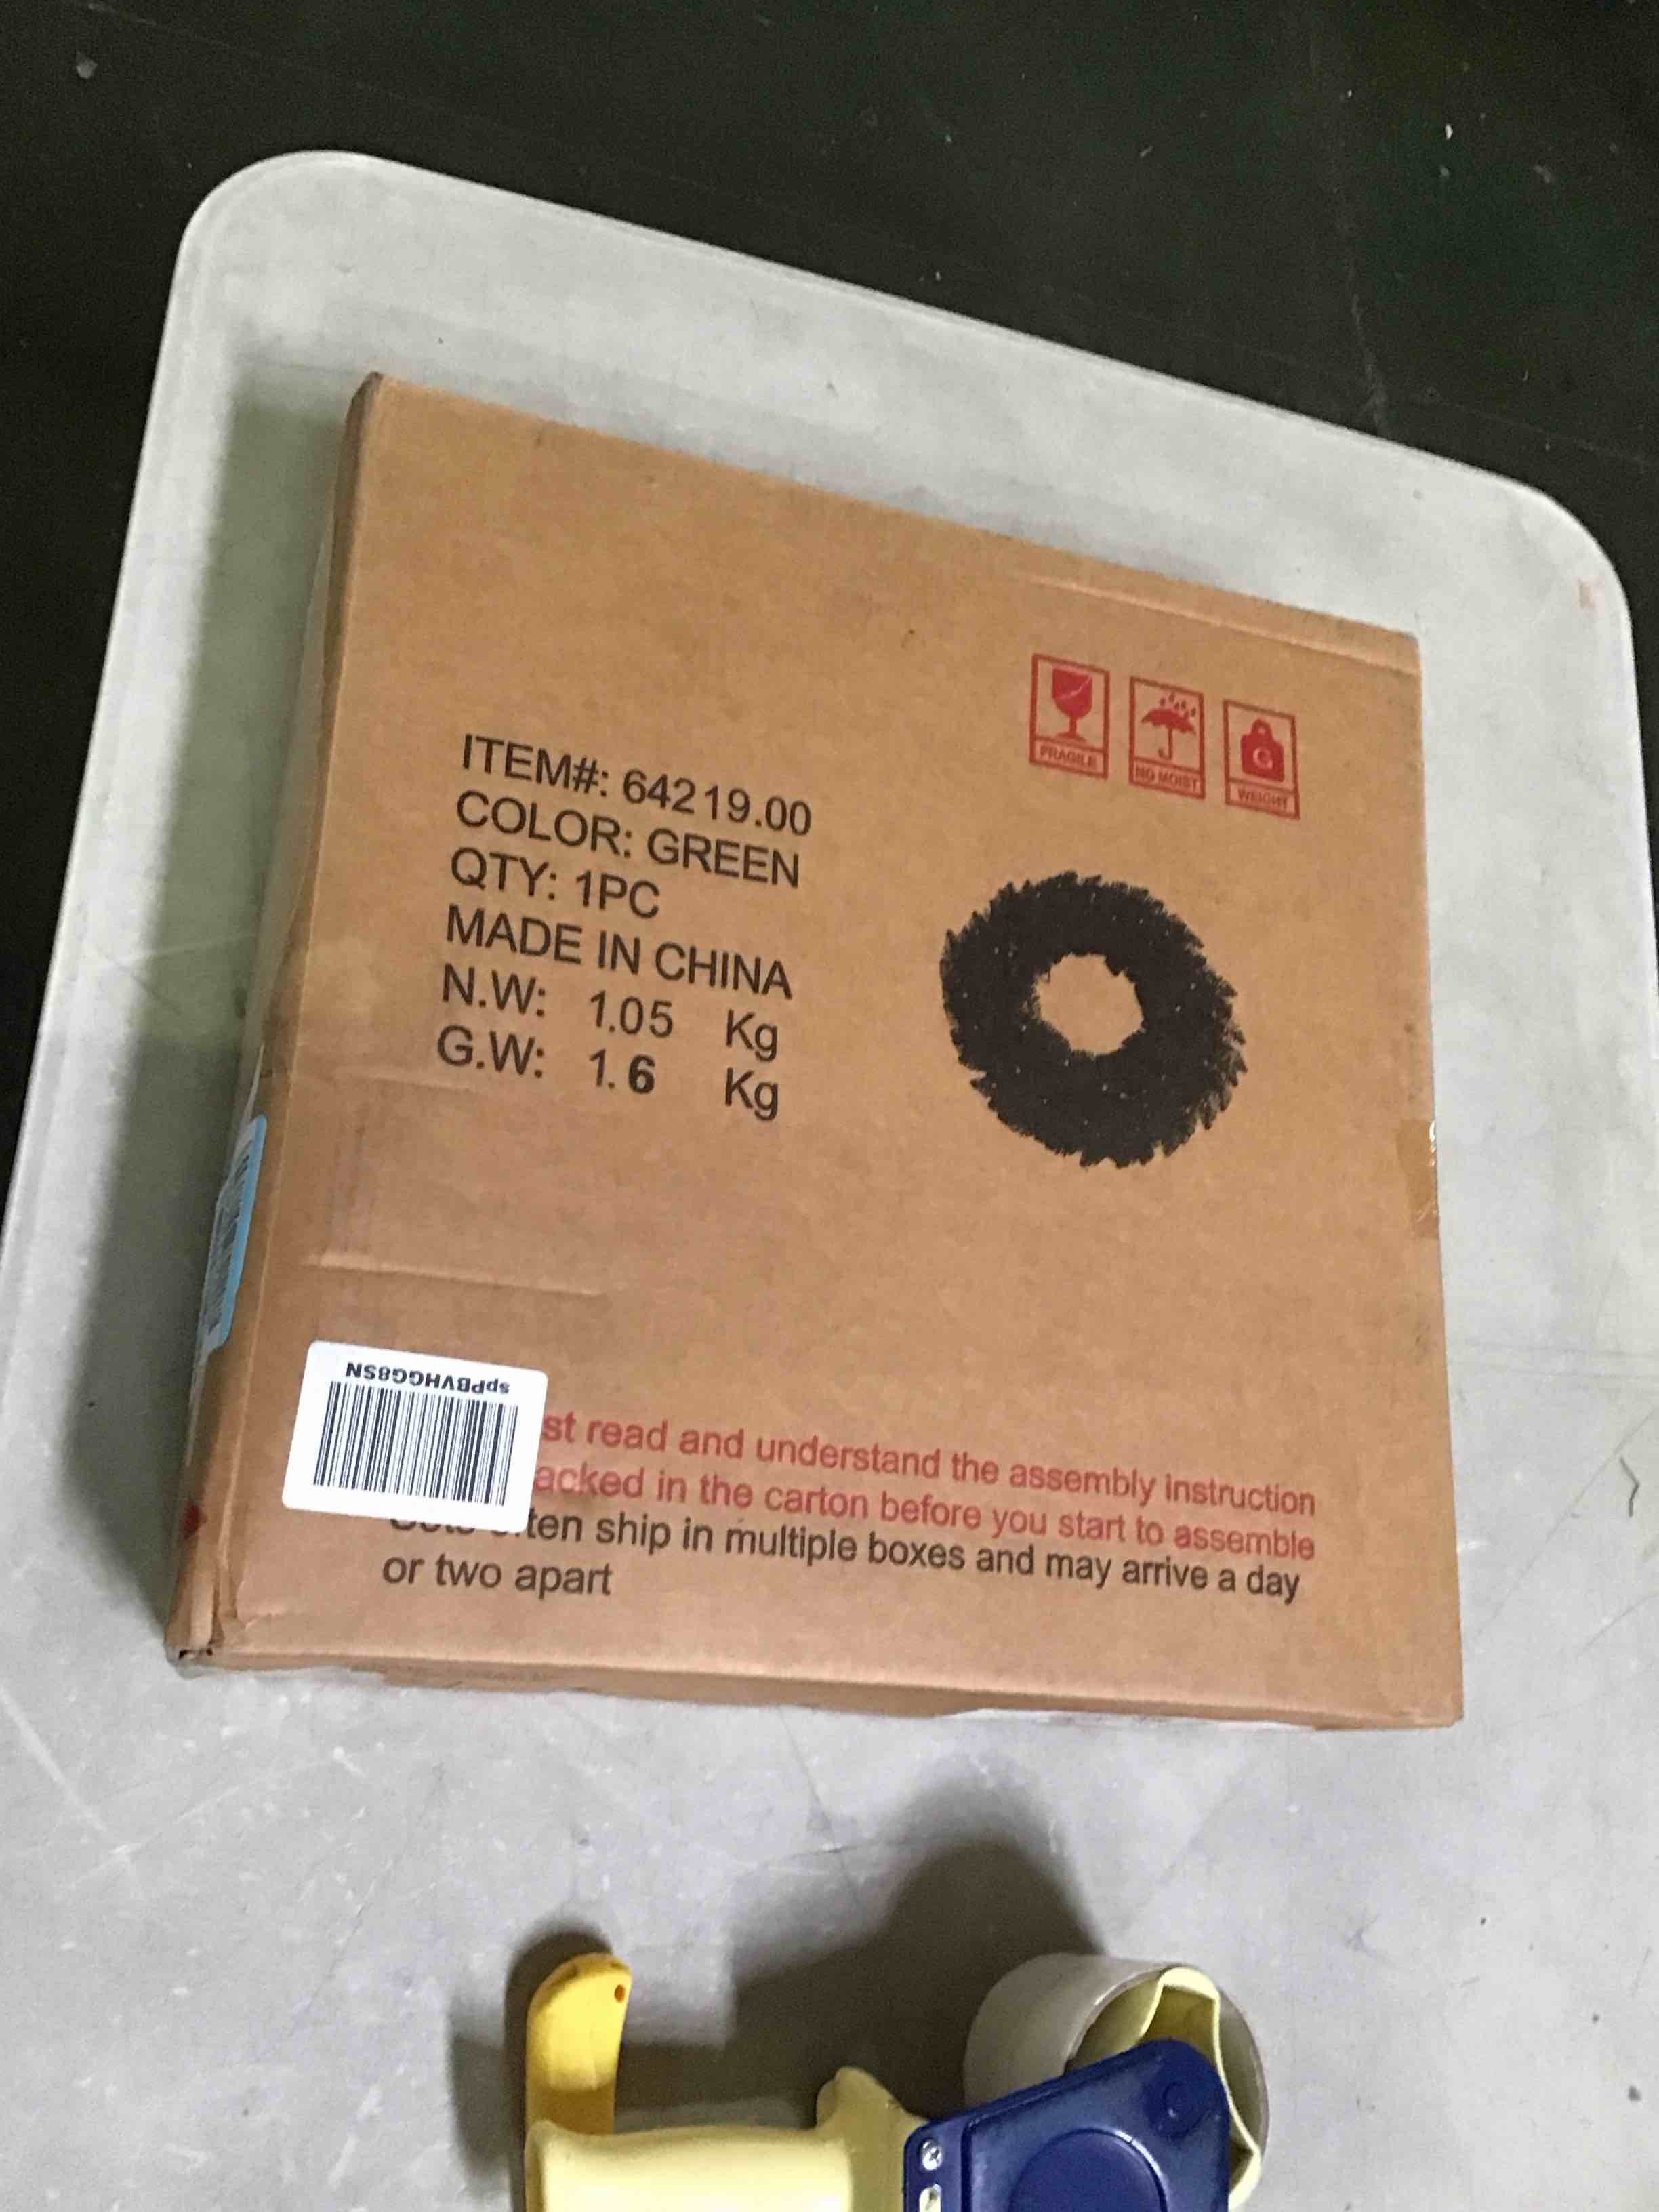 FRAGILE
NO MOIST
G
WEIGHT
ITEM#: 64219.00
COLOR: GREEN
QTY: 1PC
MADE IN CHINA
N.W: 1.05 Kg
G.W: 1.6 Kg
spPBVHGG8SN
st read and understand the assembly instruction
acked in the carton before you start to assemble
ten ship in multiple boxes and may arrive a day
or two apart